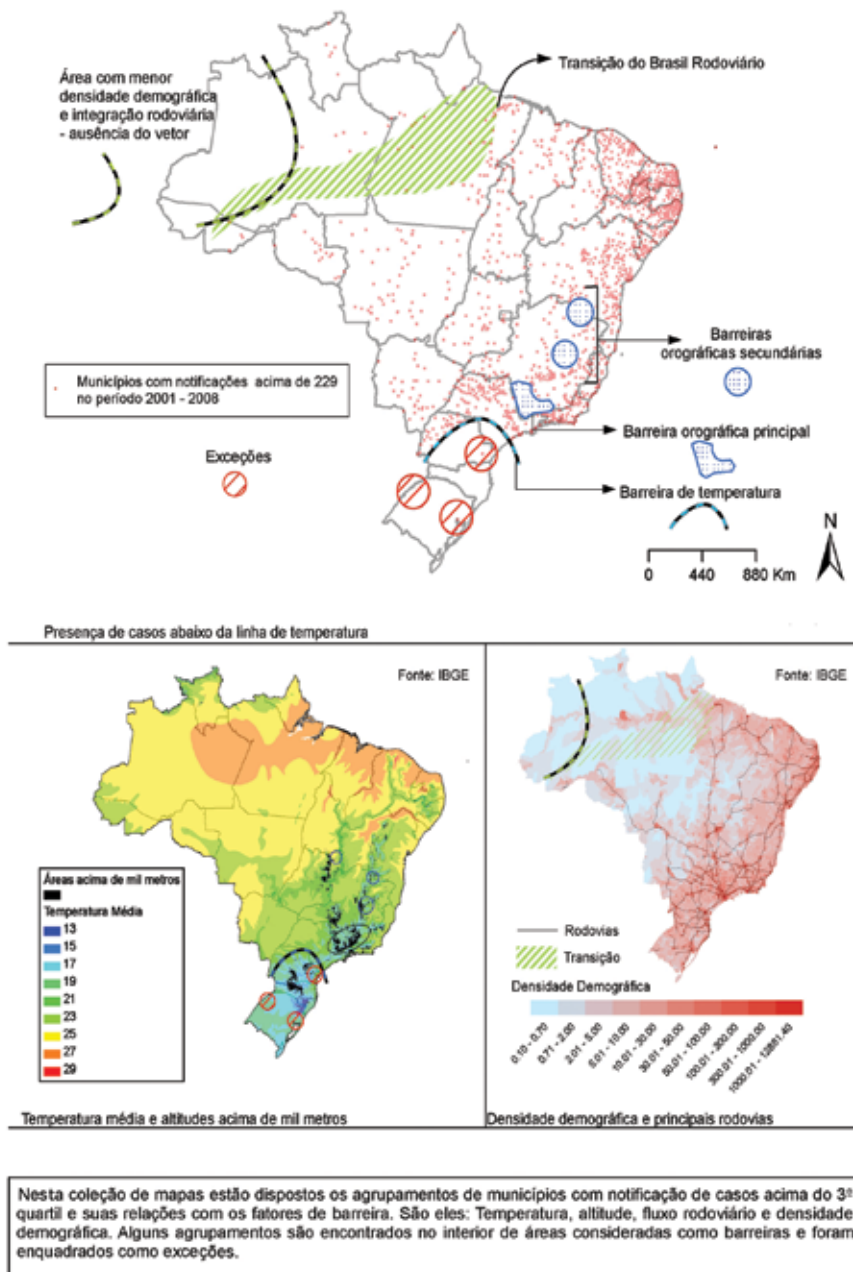 Área com menor
densidade demográfica
e integração rodoviária
- ausência do vetor
Transição do Brasil Rodoviário
Municípios com notificações acima de 229
no período 2001 - 2008
Exceções
Barreiras
orográficas secundárias
Barreira orográfica principal
Barreira de temperatura
N
0 440 880 Km
Presença de casos abaixo da linha de temperatura
Fonte: IBGE
Áreas acima de mil metros
Temperatura Média
13
15
17
19
21
23
25
27
29
Temperatura média e altitudes acima de mil metros
Fonte: IBGE
Rodovias
Transição
Densidade Demográfica
0.10 - 0.70
0.71 - 2.00
2.01 - 5.00
5.01 - 10.00
10.01 - 30.00
30.01 - 50.00
50.01 - 100.00
100.01 - 200.00
300.01 - 1000.00
1000.01 - 12881.40
Densidade demográfica e principais rodovias
Nesta coleção de mapas estão dispostos os agrupamentos de municípios com notificação de casos acima do 3º
quartil e suas relações com os fatores de barreira. São eles: Temperatura, altitude, fluxo rodoviário e densidade
demográfica. Alguns agrupamentos são encontrados no interior de áreas consideradas como barreiras e foram
enquadrados como exceções.